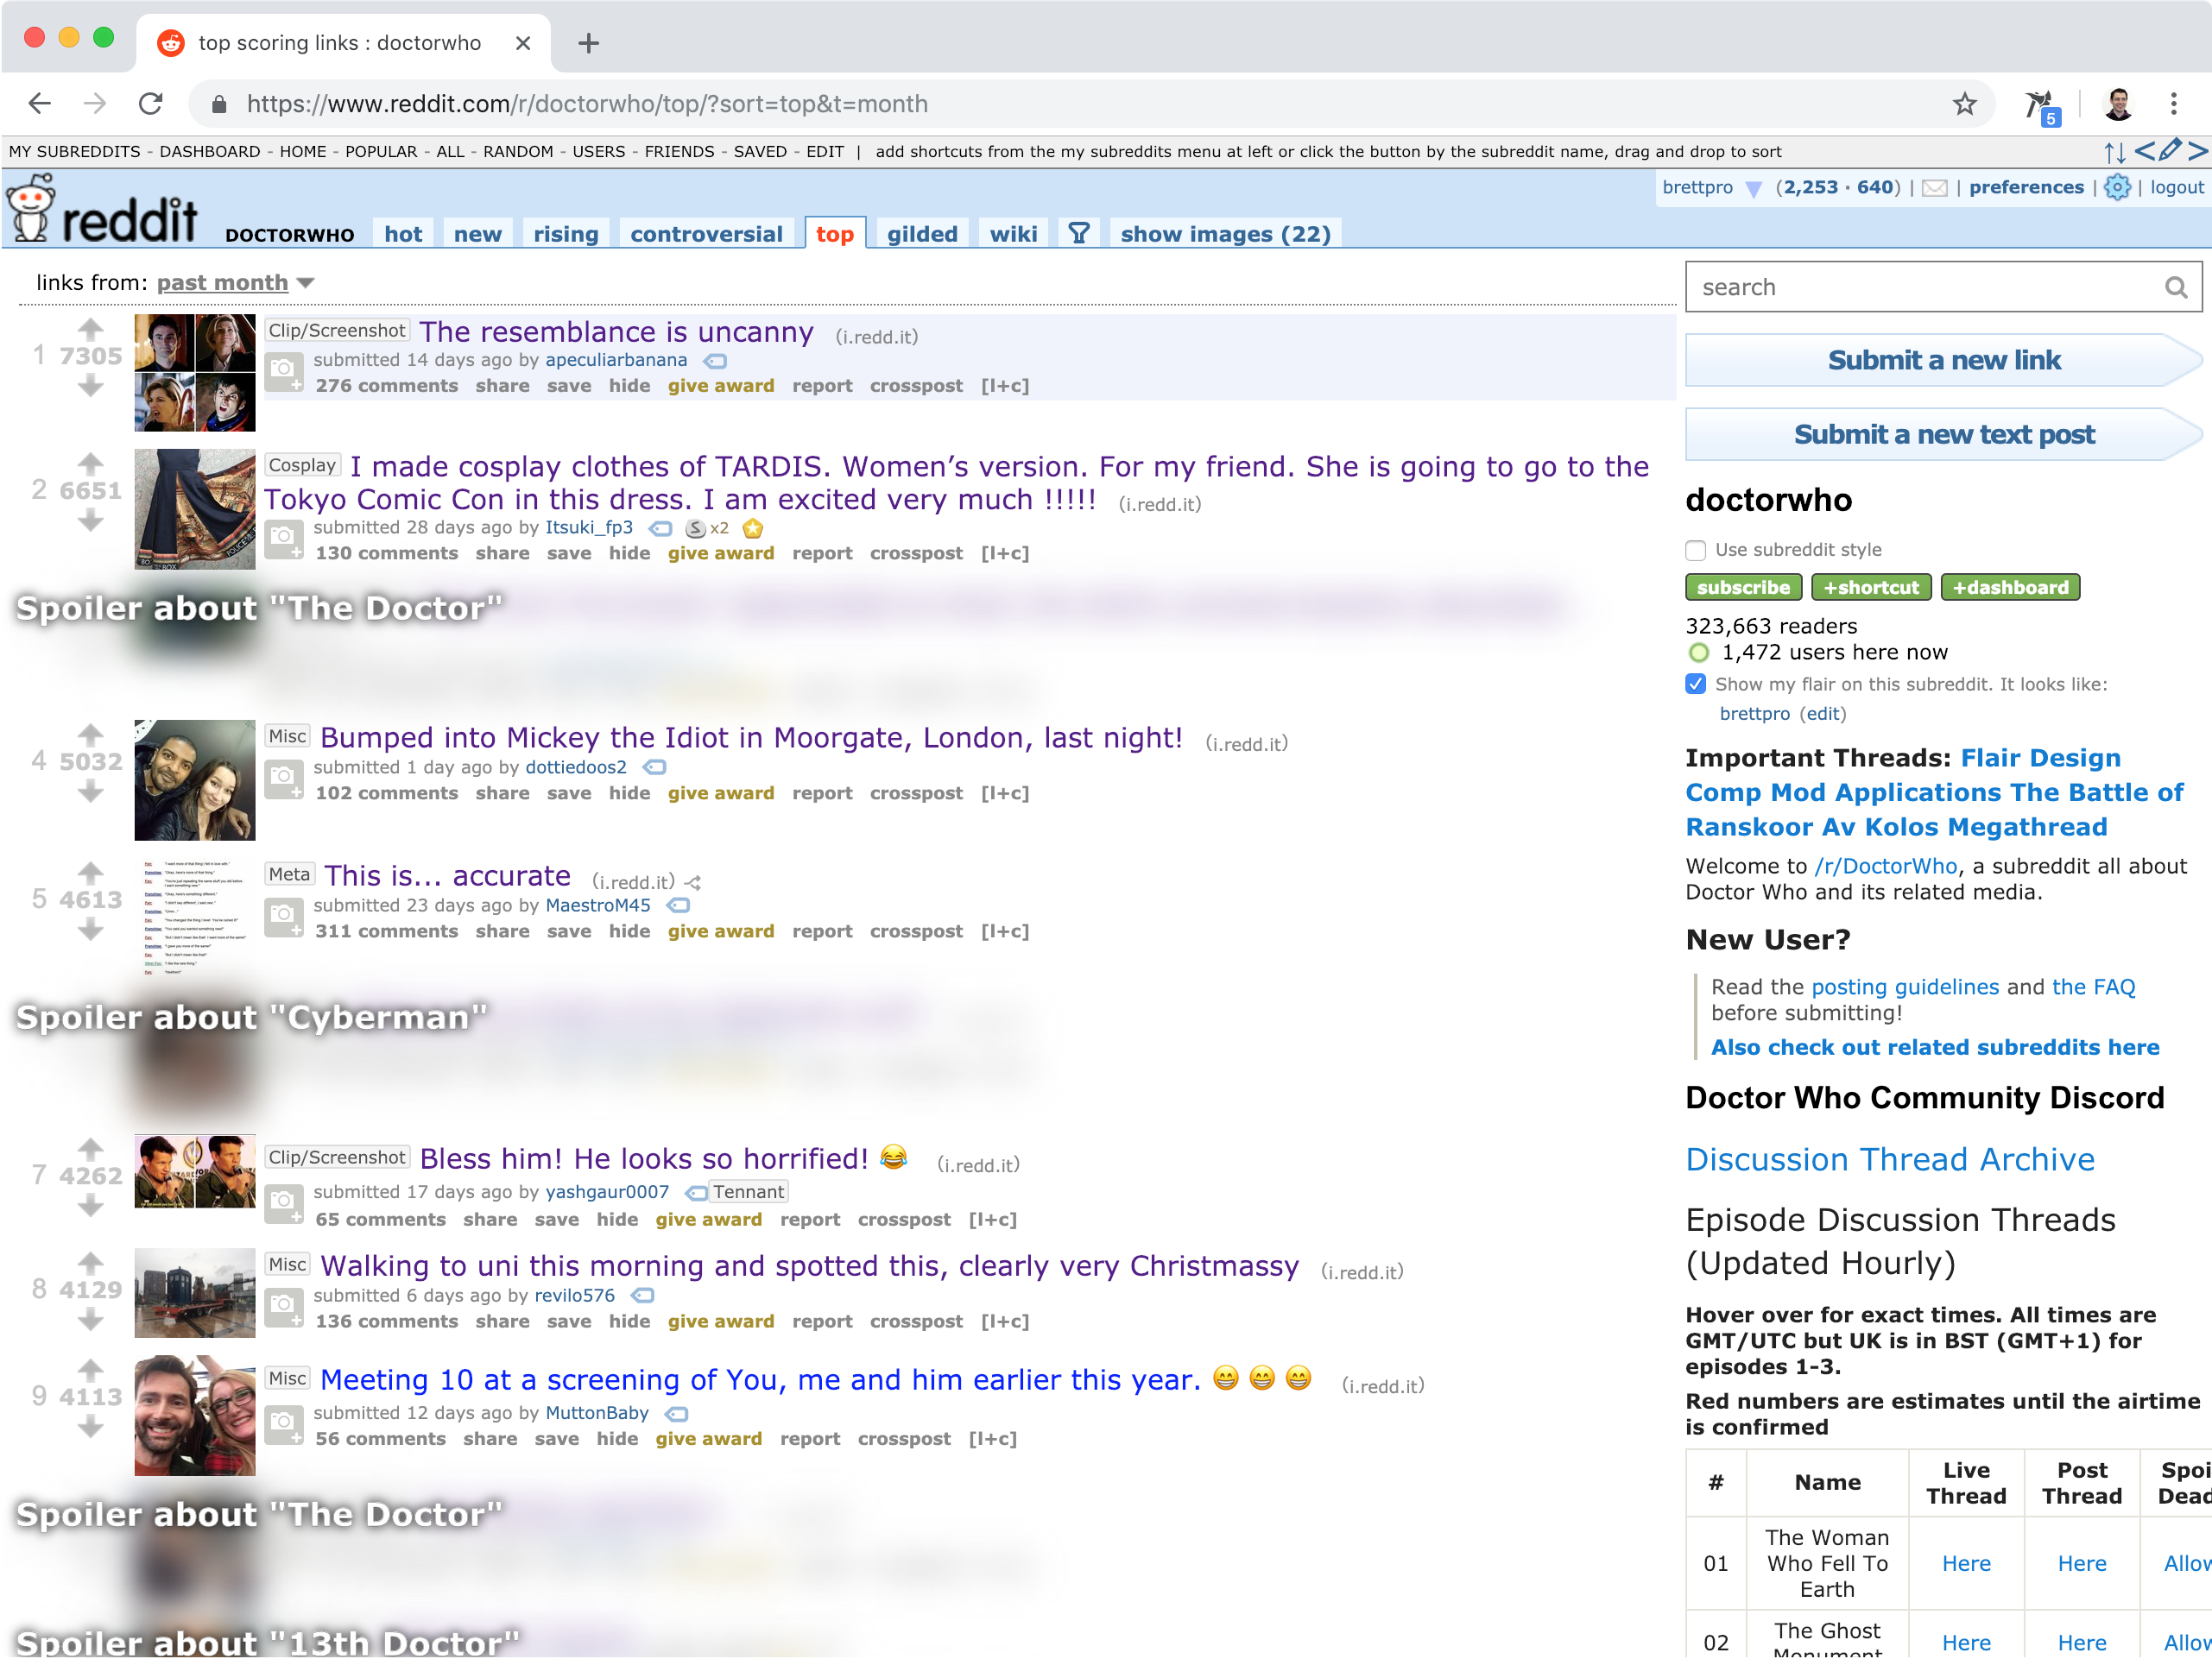 top scoring links : doctorwho
https://www.reddit.com/r/doctorwho/top/?sort=top&t=month
5
MY SUBREDDITS - DASHBOARD - HOME - POPULAR - ALL - RANDOM - USERS - FRIENDS - SAVED - EDIT | add shortcuts from the my subreddits menu at left or click the button by the subreddit name, drag and drop to sort
brettpro (2,253 · 640) | | preferences | | logout
reddit DOCTORWHO hot new rising controversial top gilded wiki show images (22)
links from: past month
1 7305
Clip/Screenshot The resemblance is uncanny (i.redd.it)
submitted 14 days ago by apeculiarbanana
276 comments share save hide give award report crosspost [l+c]
2 6651
Cosplay I made cosplay clothes of TARDIS. Women’s version. For my friend. She is going to go to the
Tokyo Comic Con in this dress. I am excited very much !!!!! (i.redd.it)
submitted 28 days ago by Itsuki_fp3 S x2
130 comments share save hide give award report crosspost [l+c]
Spoiler about "The Doctor"
4 5032
Misc Bumped into Mickey the Idiot in Moorgate, London, last night! (i.redd.it)
submitted 1 day ago by dottiedoos2
102 comments share save hide give award report crosspost [l+c]
5 4613
Meta This is... accurate (i.redd.it)
submitted 23 days ago by MaestroM45
311 comments share save hide give award report crosspost [l+c]
Spoiler about "Cyberman"
7 4262
Clip/Screenshot Bless him! He looks so horrified! 😂 (i.redd.it)
submitted 17 days ago by yashgaur0007 Tennant
65 comments share save hide give award report crosspost [l+c]
8 4129
Misc Walking to uni this morning and spotted this, clearly very Christmassy (i.redd.it)
submitted 6 days ago by revilo576
136 comments share save hide give award report crosspost [l+c]
9 4113
Misc Meeting 10 at a screening of You, me and him earlier this year. 😁 😁 😁 (i.redd.it)
submitted 12 days ago by MuttonBaby
56 comments share save hide give award report crosspost [l+c]
Spoiler about "The Doctor"
Spoiler about "13th Doctor"
search
Submit a new link
Submit a new text post
doctorwho
Use subreddit style
subscribe +shortcut +dashboard
323,663 readers
1,472 users here now
Show my flair on this subreddit. It looks like:
brettpro (edit)
Important Threads: Flair Design
Comp Mod Applications The Battle of
Ranskoor Av Kolos Megathread
Welcome to /r/DoctorWho, a subreddit all about
Doctor Who and its related media.
New User?
Read the posting guidelines and the FAQ
before submitting!
Also check out related subreddits here
Doctor Who Community Discord
Discussion Thread Archive
Episode Discussion Threads
(Updated Hourly)
Hover over for exact times. All times are
GMT/UTC but UK is in BST (GMT+1) for
episodes 1-3.
Red numbers are estimates until the airtime
is confirmed
# Name Live Thread Post Thread Spoi Dead
01 The Woman Who Fell To Earth Here Here Allow
02 The Ghost Monument Here Here Allow